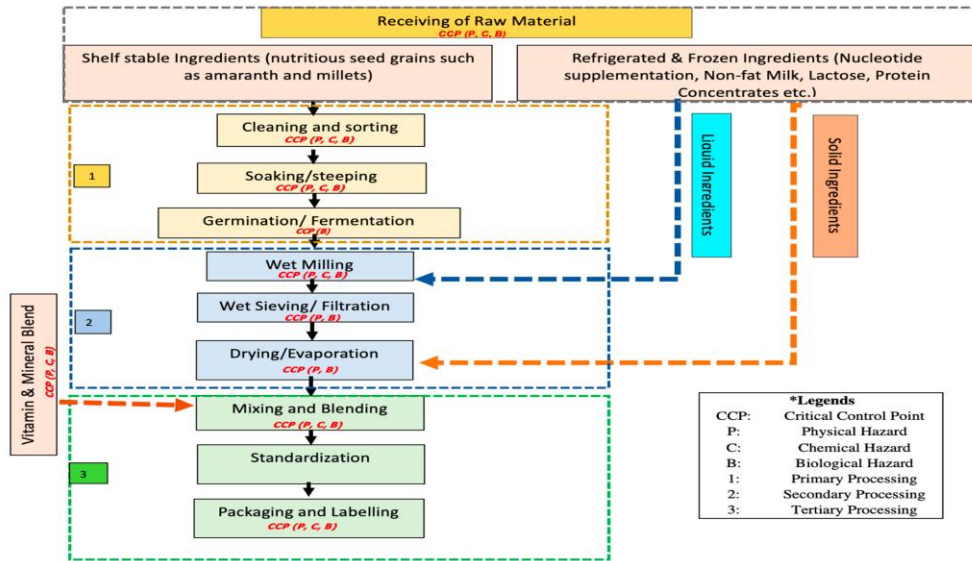 Receiving of Raw Material
CCP (P, C, B)
Shelf stable Ingredients (nutritious seed grains such
as amaranth and millets)
Refrigerated & Frozen Ingredients (Nucleotide
supplementation, Non-fat Milk, Lactose, Protein
Concentrates etc.)
Cleaning and sorting
CCP (P, C, B)
1
Soaking/steeping
CCP (P, C, B)
Germination/ Fermentation
CCP (B)
Liquid Ingredients
Solid Ingredients
Wet Milling
CCP (P, C, B)
2
Wet Sieving/ Filtration
CCP (P, B)
Drying/Evaporation
CCP (P, B)
Vitamin & Mineral Blend
CCP (P, C, B)
Mixing and Blending
CCP (P, C, B)
3
Standardization
Packaging and Labelling
CCP (P, C, B)
*Legends
CCP: Critical Control Point
P: Physical Hazard
C: Chemical Hazard
B: Biological Hazard
1: Primary Processing
2: Secondary Processing
3: Tertiary Processing